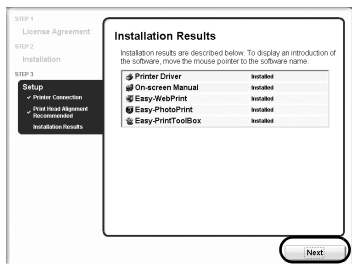 STEP 1
License Agreement
STEP 2
Installation
STEP 3
Setup
Printer Connection
Print Head Alignment
Recommended
Installation Results
Installation Results
Installation results are described below. To display an introduction of
the software, move the mouse pointer to the software name.
Printer Driver Installed
On-screen Manual Installed
Easy-WebPrint Installed
Easy-PhotoPrint Installed
Easy-PrintToolBox Installed
Next